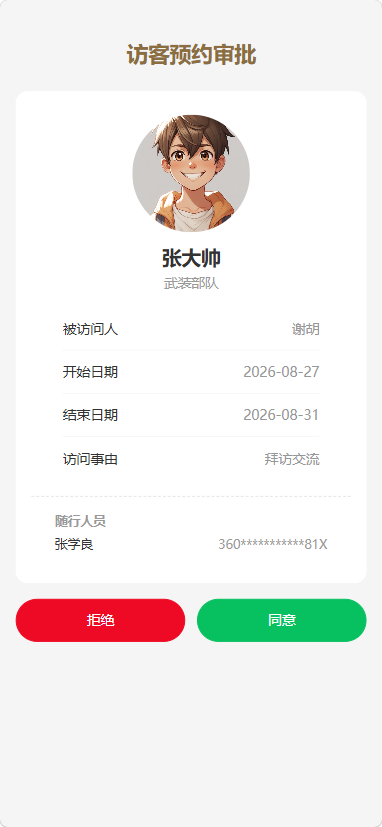 访客预约审批
张大帅
武装部队
被访问人 谢胡
开始日期 2026-08-27
结束日期 2026-08-31
访问事由 拜访交流
随行人员
张学良 360***********81X
拒绝 同意